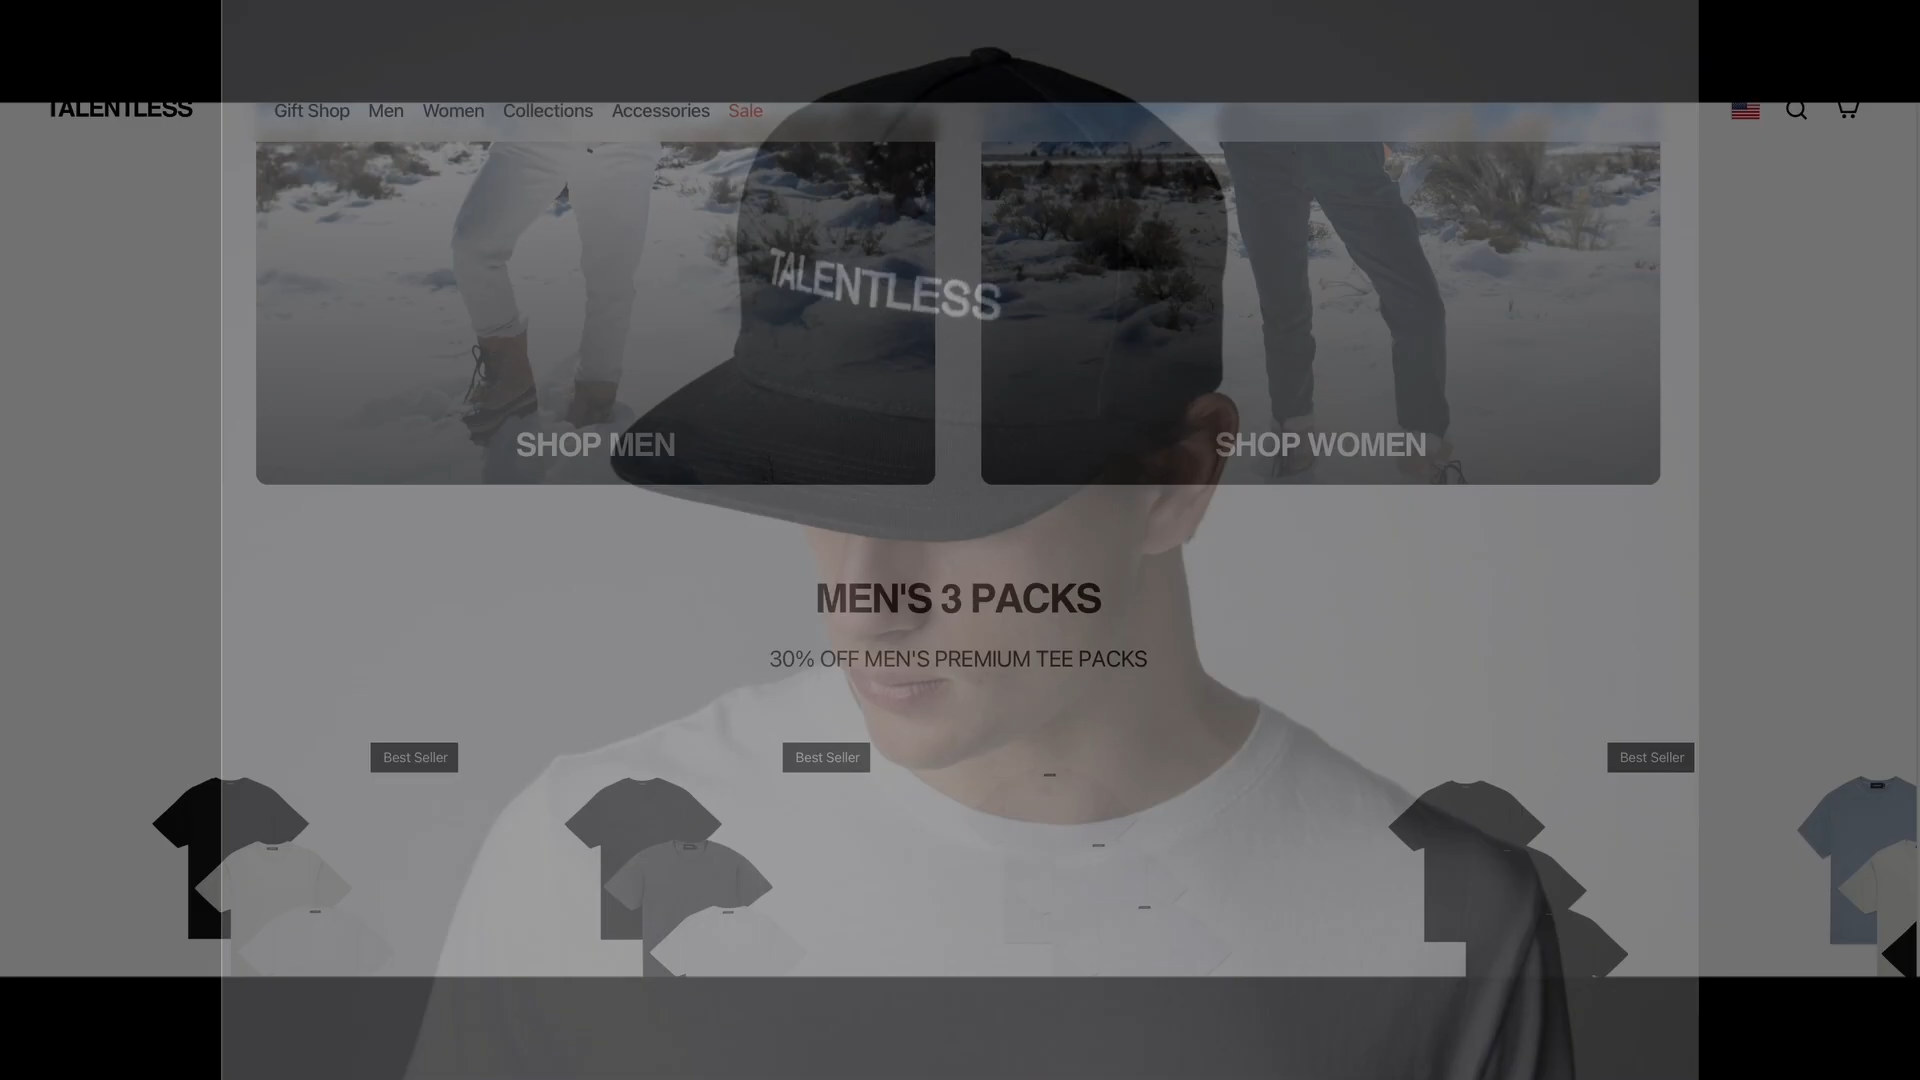 TALENTLESS
Gift Shop Men Women Collections Accessories Sale
TALENTLESS
SHOP MEN
SHOP WOMEN
MEN'S 3 PACKS
30% OFF MEN'S PREMIUM TEE PACKS
Best Seller
Best Seller
Best Seller